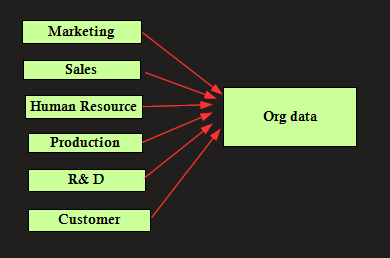 Marketing
Sales
Human Resource
Production
R& D
Customer
Org data